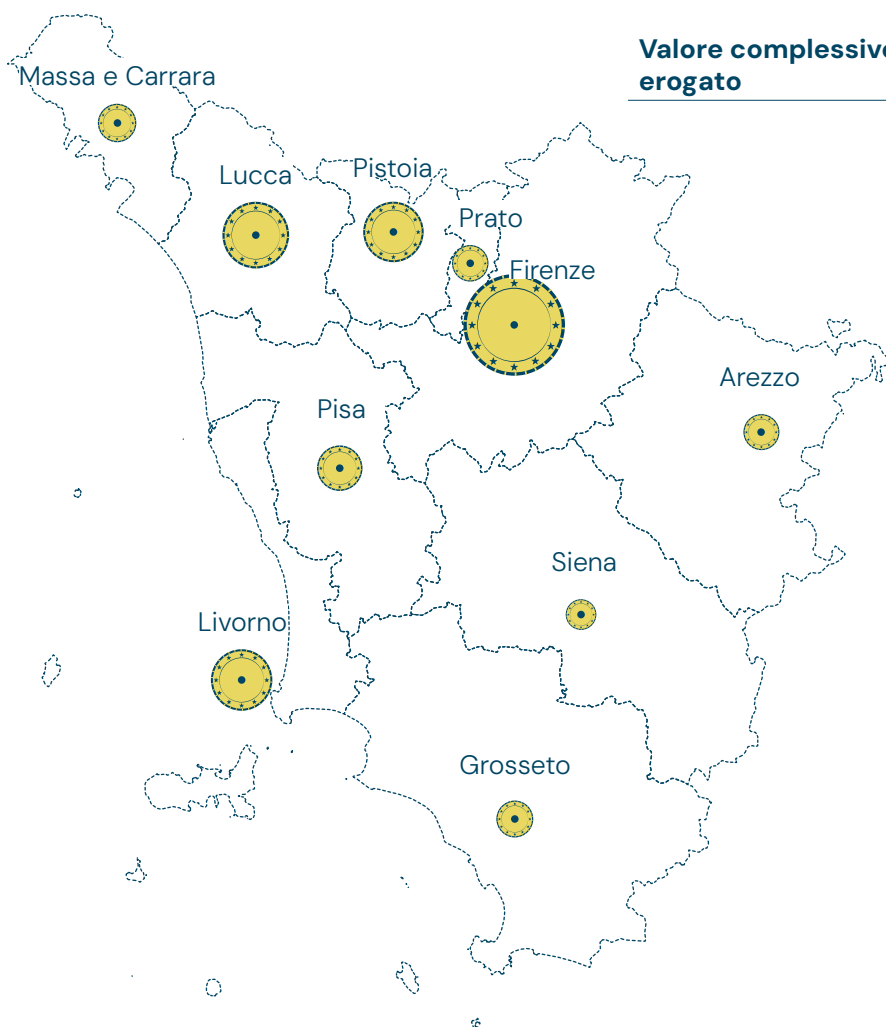 Valore complessivo
erogato
Massa e Carrara
Lucca
Pistoia
Prato
Firenze
Arezzo
Pisa
Siena
Livorno
Grosseto